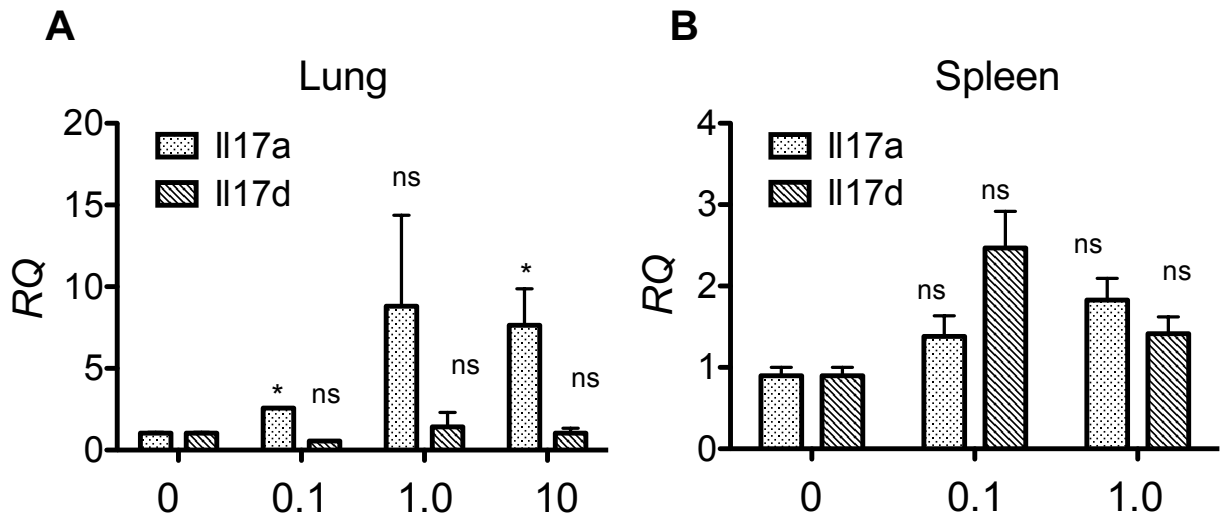 A
Lung
RQ
20
15
10
5
0
Il17a
Il17d
* ns
ns ns
* ns
0 0.1 1.0 10
B
Spleen
RQ
4
3
2
1
0
Il17a
Il17d
ns ns
ns ns
0 0.1 1.0